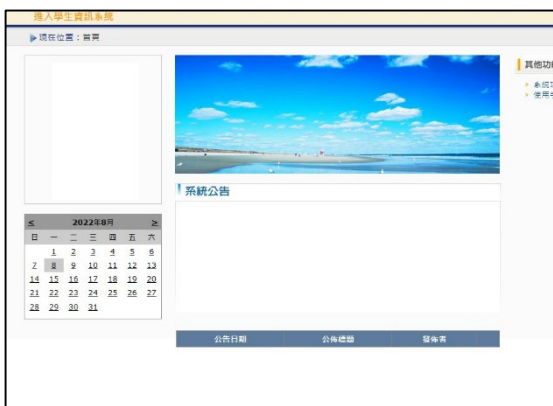 進入學生資訊系統
現在位置：首頁
其他功
系統公告
< 2022年8月 >
日 一 二 三 四 五 六
1 2 3 4 5 6
7 8 9 10 11 12 13
14 15 16 17 18 19 20
21 22 23 24 25 26 27
28 29 30 31
公告日期 公佈標題 發佈者